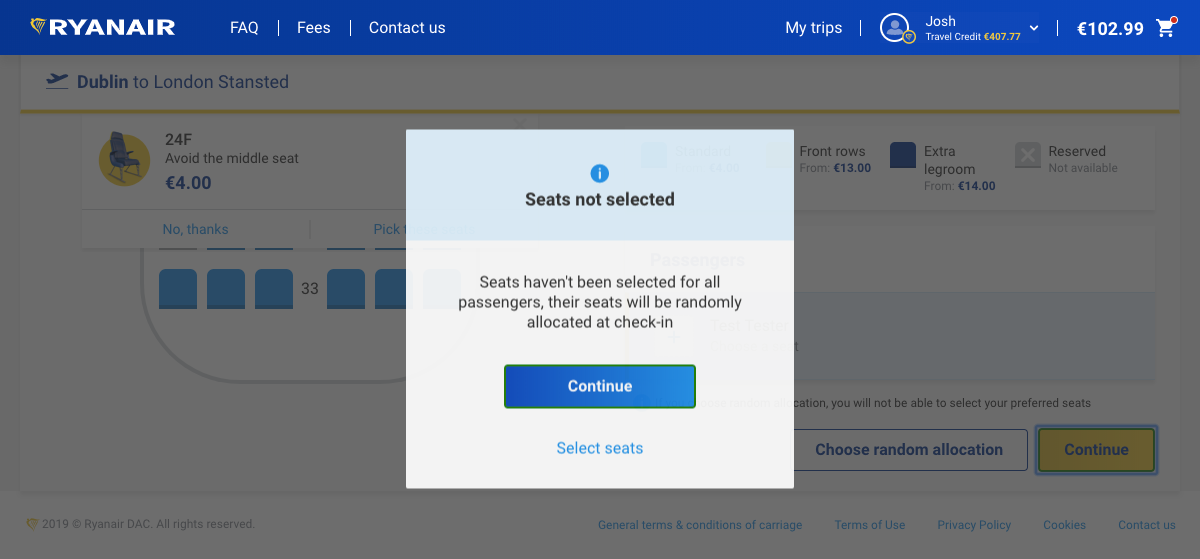 RYANAIR FAQ Fees Contact us My trips Josh €102.99
Travel Credit €407.77
Dublin to London Stansted
24F
Avoid the middle seat
€4.00
No, thanks Pick
Standard Front rows Extra Reserved
From: €13.00 legroom Not available
From: €14.00
Seats not selected
Passengers
33
Seats haven't been selected for all
passengers, their seats will be randomly
allocated at check-in
Continue
allocation, you will not be able to select your preferred seats
Select seats
Choose random allocation Continue
2019 © Ryanair DAC. All rights reserved. General terms & conditions of carriage Terms of Use Privacy Policy Cookies Contact us